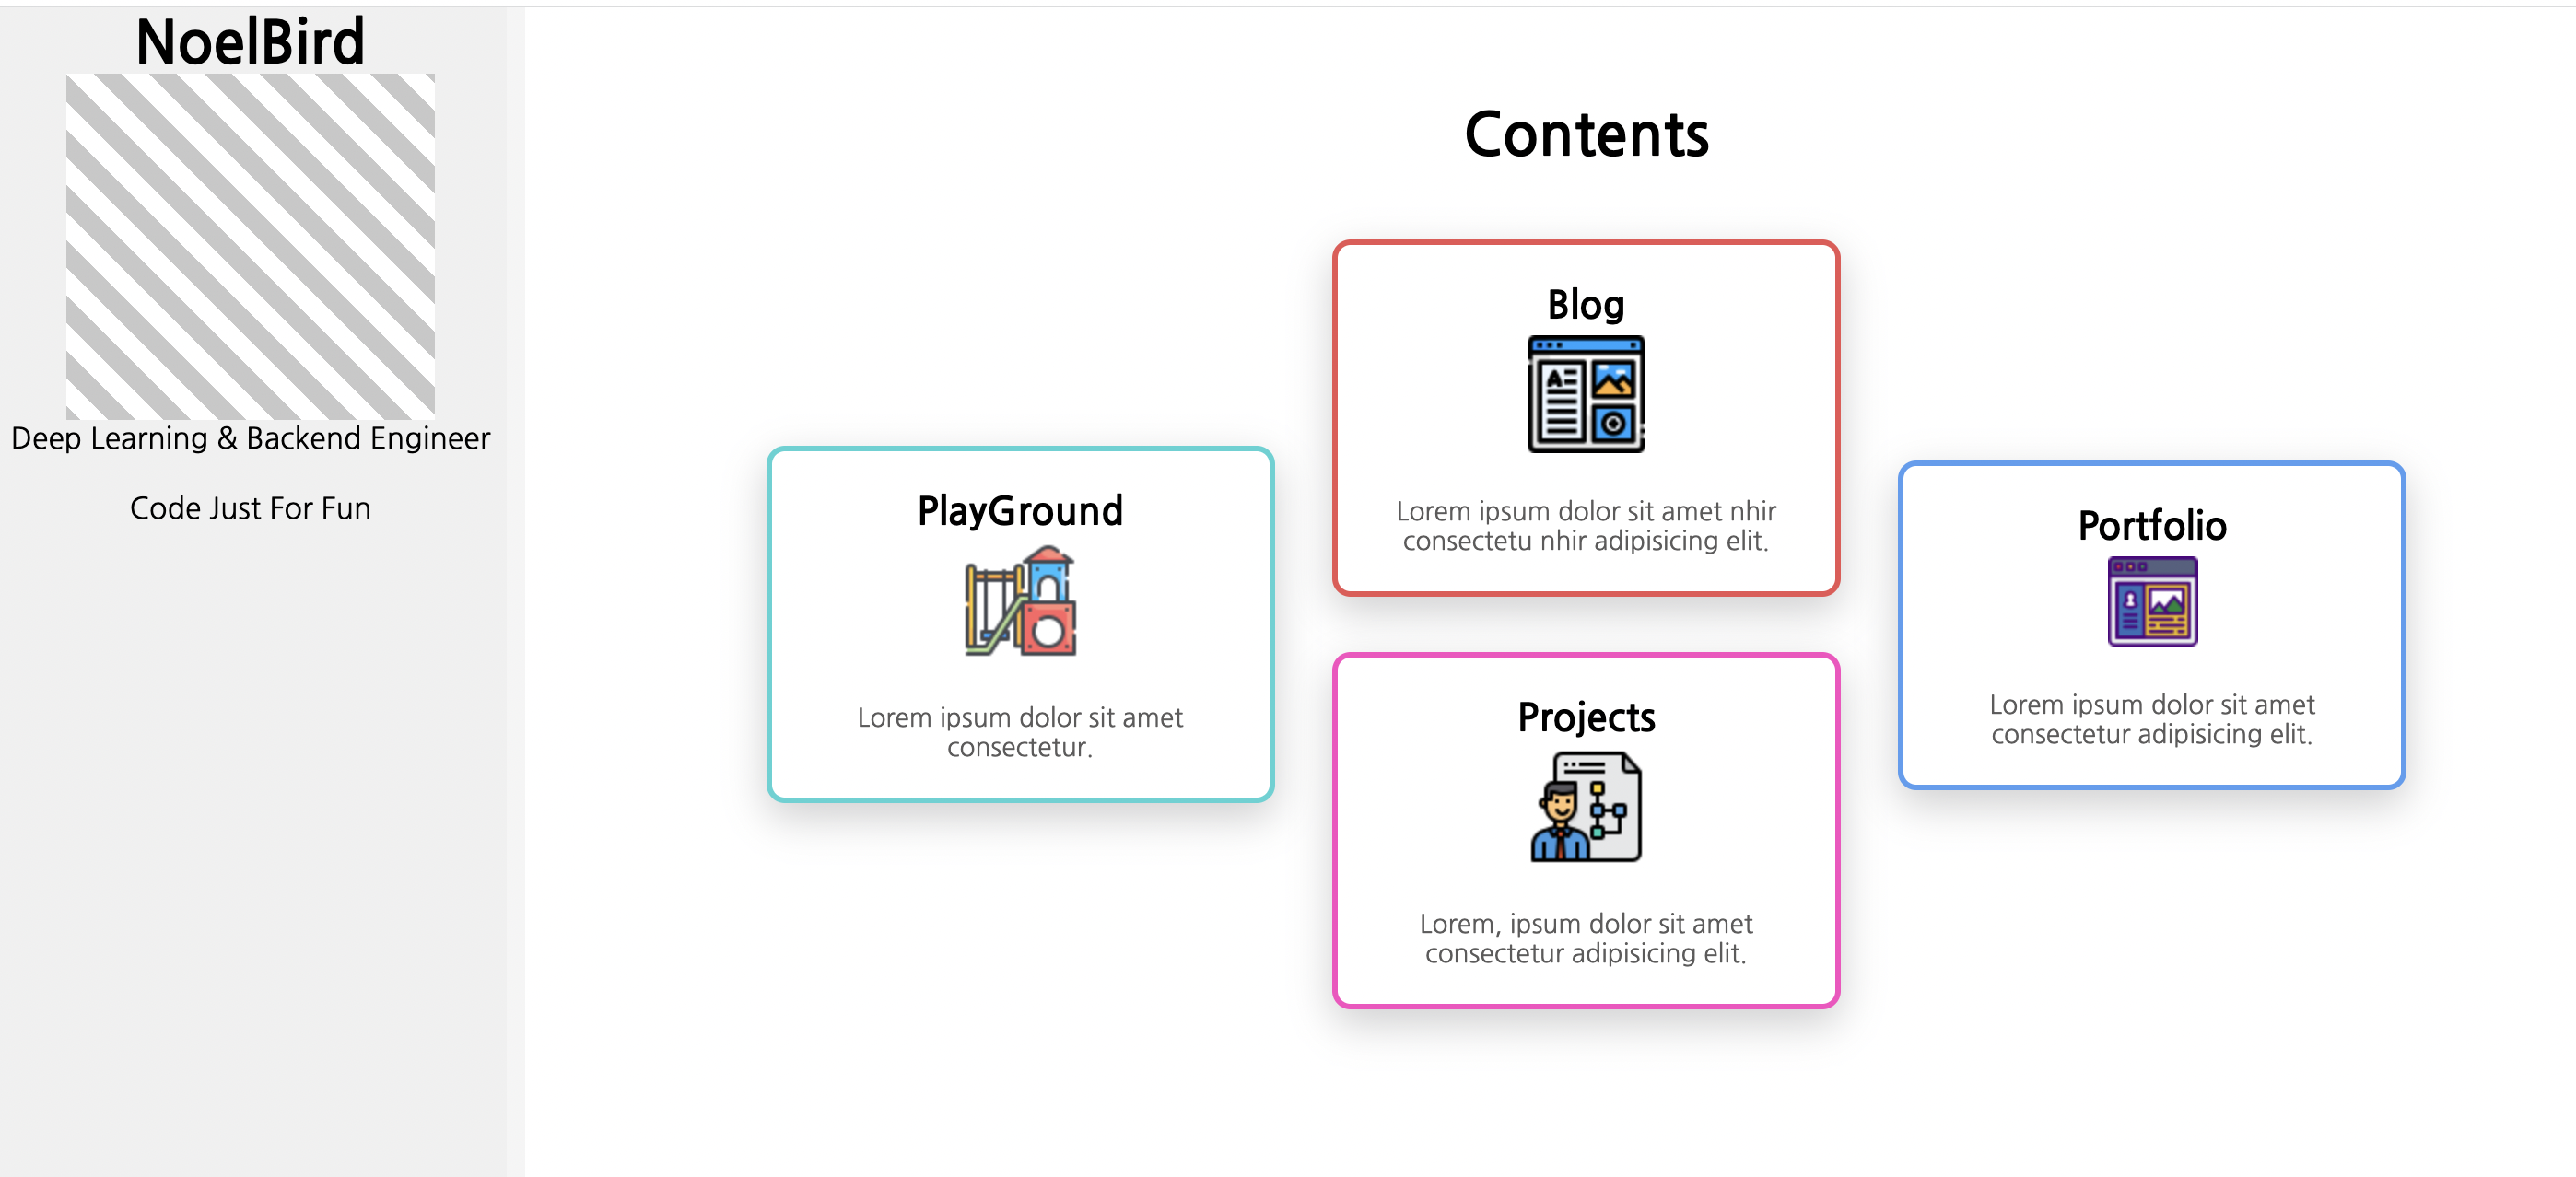 NoelBird
Deep Learning & Backend Engineer
Code Just For Fun
Contents
Blog
A
Lorem ipsum dolor sit amet nhir
consectetu nhir adipisicing elit.
PlayGround
Lorem ipsum dolor sit amet
consectetur.
Projects
Lorem, ipsum dolor sit amet
consectetur adipisicing elit.
Portfolio
Lorem ipsum dolor sit amet
consectetur adipisicing elit.